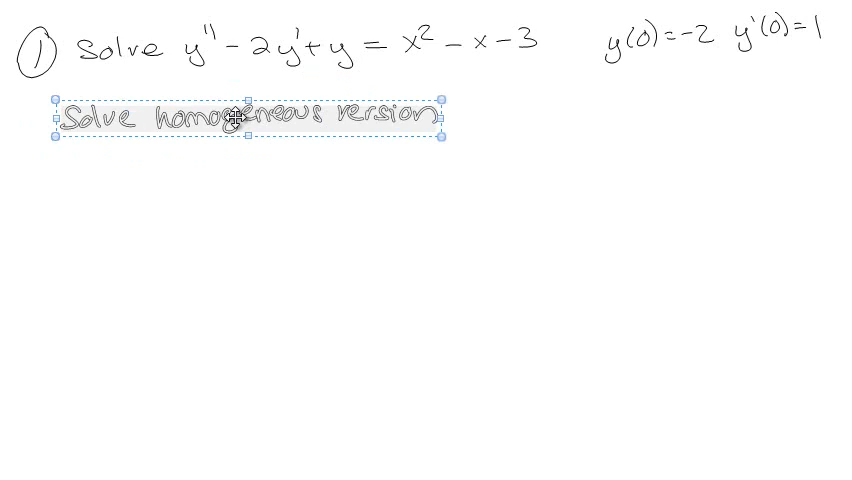 ① Solve y'' - 2y' + y = x² - x - 3 y(0) = -2 y'(0) = 1
Solve homogeneous version